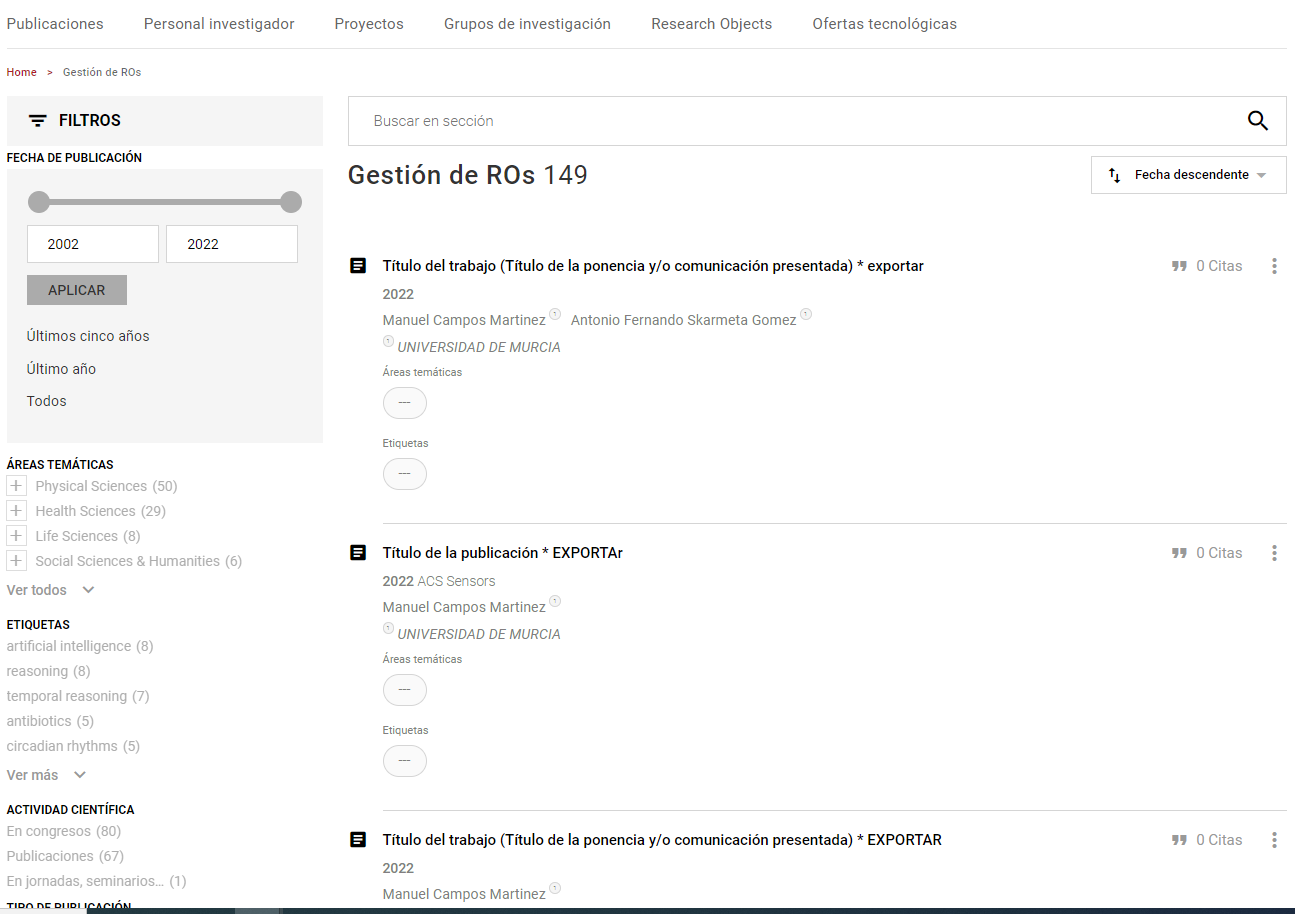 Publicaciones Personal investigador Proyectos Grupos de investigación Research Objects Ofertas tecnológicas
Home > Gestión de ROs
FILTROS
FECHA DE PUBLICACIÓN
2002 2022
APLICAR
Últimos cinco años
Último año
Todos
ÁREAS TEMÁTICAS
+ Physical Sciences (50)
+ Health Sciences (29)
+ Life Sciences (8)
+ Social Sciences & Humanities (6)
Ver todos
ETIQUETAS
artificial intelligence (8)
reasoning (8)
temporal reasoning (7)
antibiotics (5)
circadian rhythms (5)
Ver más
ACTIVIDAD CIENTÍFICA
En congresos (80)
Publicaciones (67)
En jornadas, seminarios... (1)
TIPO DE PUBLICACIÓN
Buscar en sección
Gestión de ROs 149
Fecha descendente
Título del trabajo (Título de la ponencia y/o comunicación presentada) * exportar
0 Citas
2022
Manuel Campos Martinez Antonio Fernando Skarmeta Gomez
UNIVERSIDAD DE MURCIA
Áreas temáticas
---
Etiquetas
---
Título de la publicación * EXPORTAr
0 Citas
2022 ACS Sensors
Manuel Campos Martinez
UNIVERSIDAD DE MURCIA
Áreas temáticas
---
Etiquetas
---
Título del trabajo (Título de la ponencia y/o comunicación presentada) * EXPORTAR
0 Citas
2022
Manuel Campos Martinez